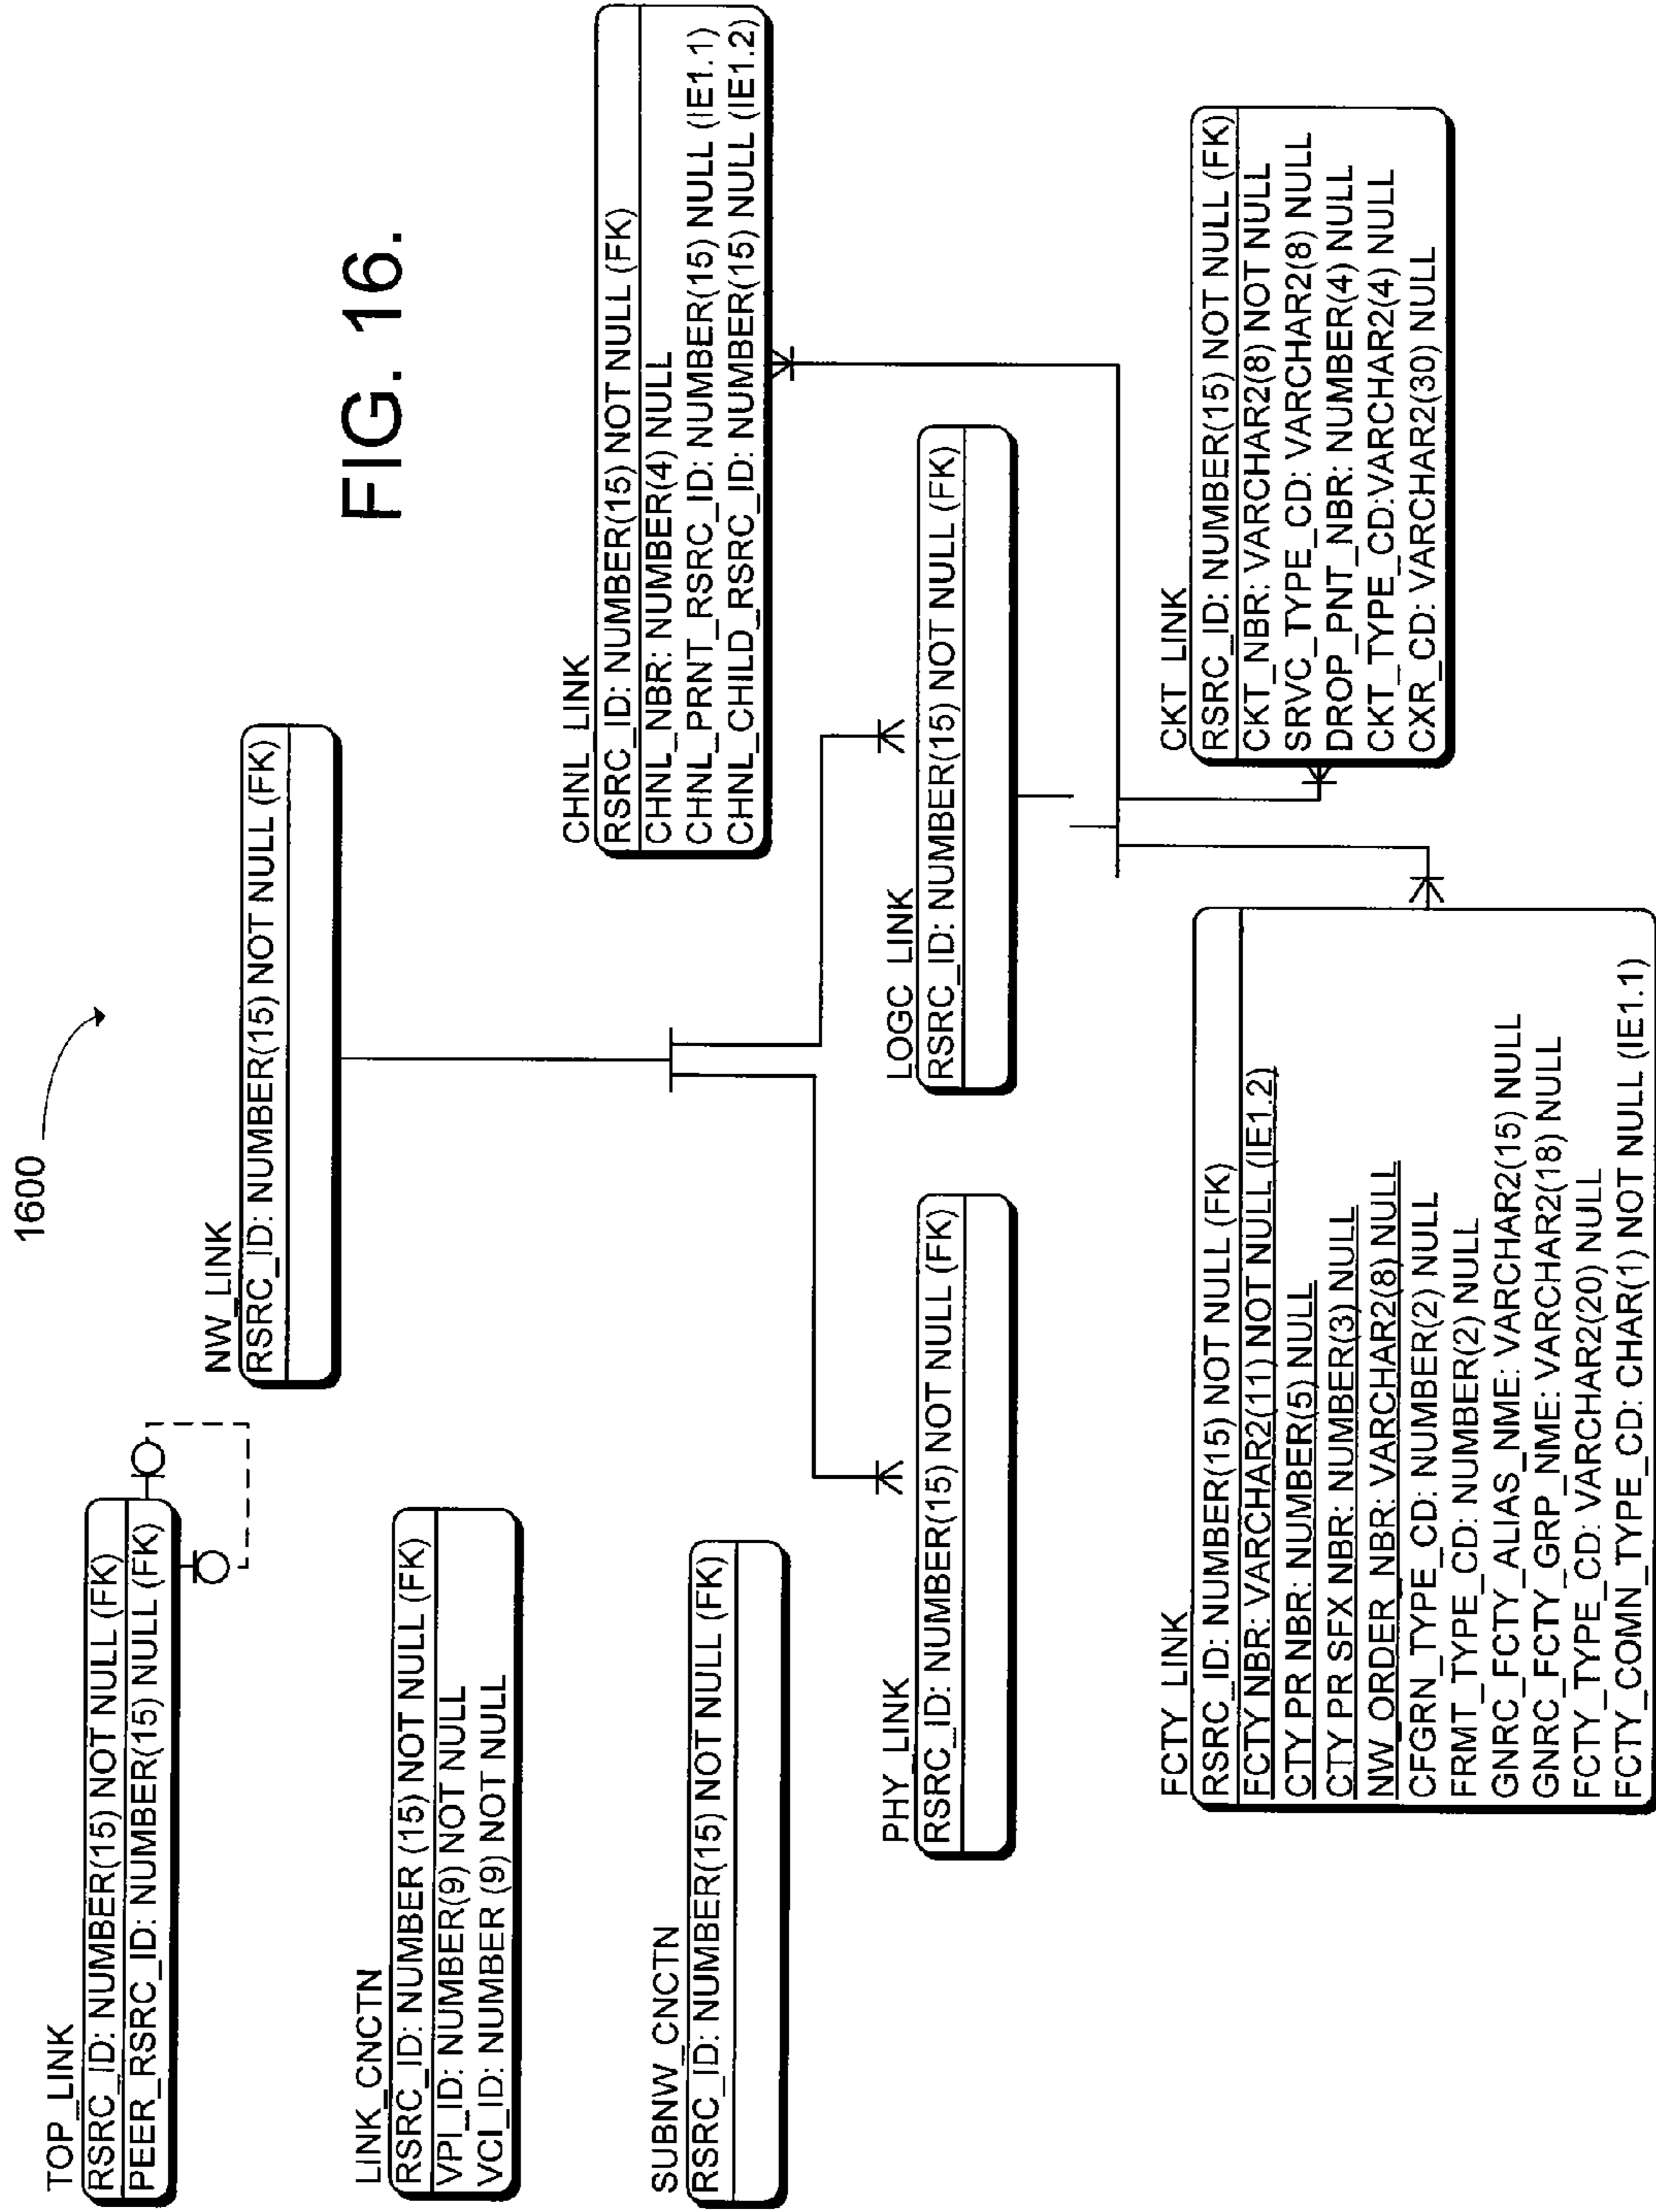 1600
FIG. 16.
TOP_LINK
RSRC_ID: NUMBER(15) NOT NULL (FK)
PEER_RSRC_ID: NUMBER(15) NULL (FK)
LINK_CNCTN
RSRC_ID: NUMBER (15) NOT NULL (FK)
VPI_ID: NUMBER(9) NOT NULL
VCI_ID: NUMBER (9) NOT NULL
SUBNW_CNCTN
RSRC_ID: NUMBER(15) NOT NULL (FK)
NW_LINK
RSRC_ID: NUMBER(15) NOT NULL (FK)
CHNL_LINK
RSRC_ID: NUMBER(15) NOT NULL (FK)
CHNL_NBR: NUMBER(4) NULL
CHNL_PRNT_RSRC_ID: NUMBER(15) NULL (IE1.1)
CHNL_CHILD_RSRC_ID: NUMBER(15) NULL (IE1.2)
PHY_LINK
RSRC_ID: NUMBER(15) NOT NULL (FK)
LOGC_LINK
RSRC_ID: NUMBER(15) NOT NULL (FK)
FCTY_LINK
RSRC_ID: NUMBER(15) NOT NULL (FK)
FCTY NBR: VARCHAR2(11) NOT NULL (IE1.2)
CTY PR NBR: NUMBER(5) NULL
CTY PR SFX NBR: NUMBER(3) NULL
NW_ORDER_NBR: VARCHAR2(8) NULL
CFGRN_TYPE_CD: NUMBER(2) NULL
FRMT_TYPE_CD: NUMBER(2) NULL
GNRC_FCTY_ALIAS_NME: VARCHAR2(15) NULL
GNRC_FCTY_GRP_NME: VARCHAR2(18) NULL
FCTY_TYPE_CD: VARCHAR2(20) NULL
FCTY_COMN_TYPE_CD: CHAR(1) NOT NULL (IE1.1)
CKT_LINK
RSRC_ID: NUMBER(15) NOT NULL (FK)
CKT_NBR: VARCHAR2(8) NOT NULL
SRVC_TYPE_CD: VARCHAR2(8) NULL
DROP_PNT_NBR: NUMBER(4) NULL
CKT_TYPE_CD:VARCHAR2(4) NULL
CXR_CD: VARCHAR2(30) NULL